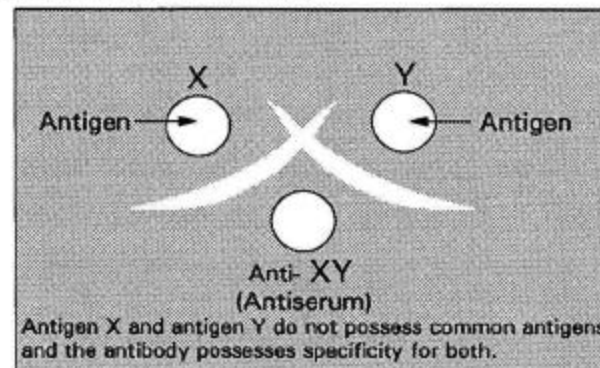 X
Y
Antigen
Antigen
Anti- XY
(Antiserum)
Antigen X and antigen Y do not possess common antigens
and the antibody possesses specificity for both.